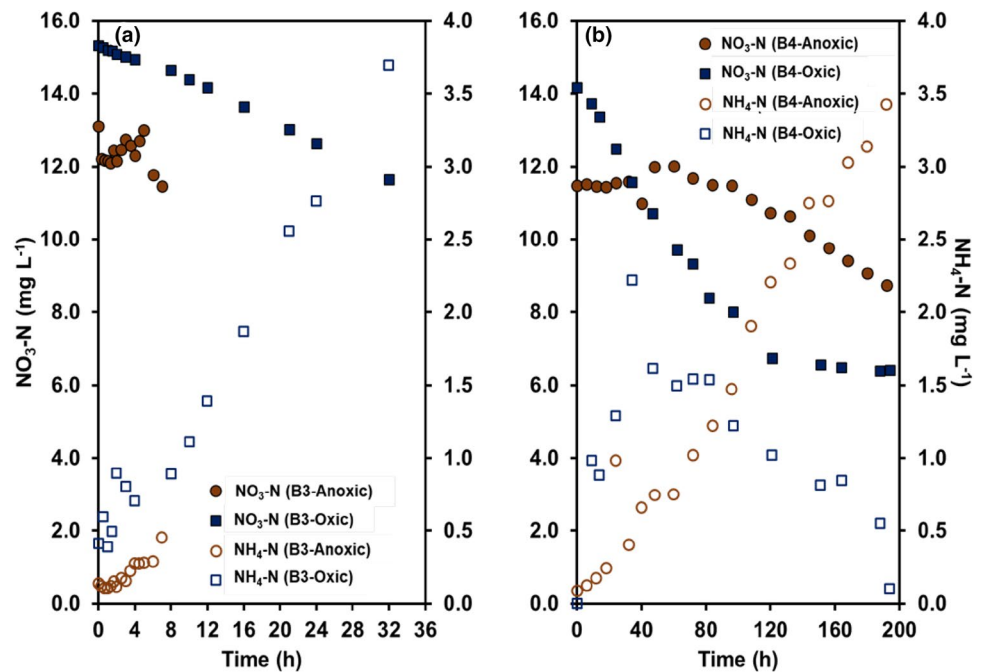 16.0
14.0
12.0
10.0
8.0
6.0
4.0
2.0
0.0
NO3-N (mg L-1)
(a)
4.0
3.5
3.0
2.5
2.0
1.5
1.0
0.5
0.0
NO3-N (B3-Anoxic)
NO3-N (B3-Oxic)
NH4-N (B3-Anoxic)
NH4-N (B3-Oxic)
0 4 8 12 16 20 24 28 32 36
Time (h)
16.0
14.0
12.0
10.0
8.0
6.0
4.0
2.0
0.0
(b)
NO3-N (B4-Anoxic)
NO3-N (B4-Oxic)
NH4-N (B4-Anoxic)
NH4-N (B4-Oxic)
4.0
3.5
3.0
2.5
2.0
1.5
1.0
0.5
0.0
NH4-N (mg L-1)
0 40 80 120 160 200
Time (h)